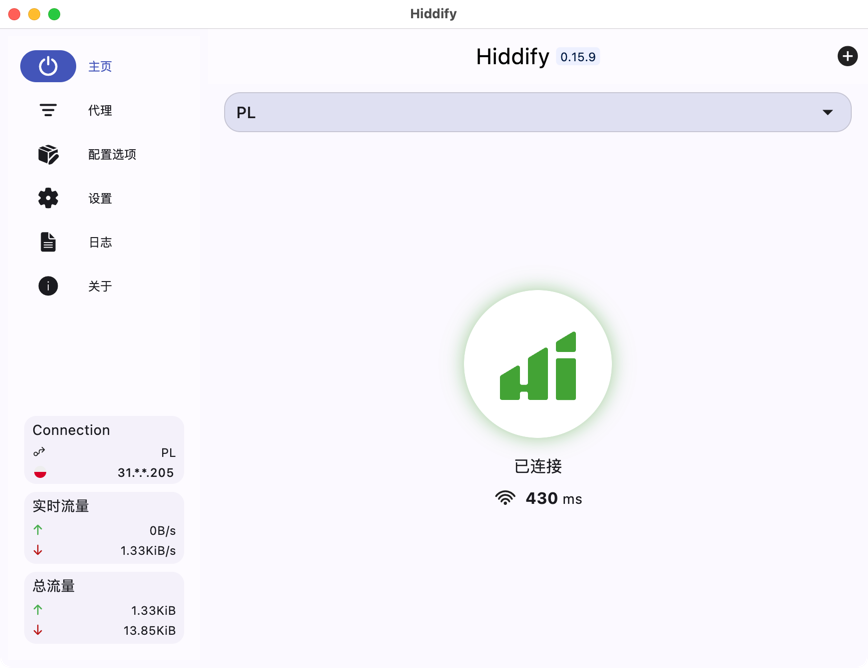 Hiddify
主页
代理
配置选项
设置
日志
关于
Connection
PL
31.*.*.205
实时流量
0B/s
1.33KiB/s
总流量
1.33KiB
13.85KiB
Hiddify 0.15.9
PL
已连接
430 ms